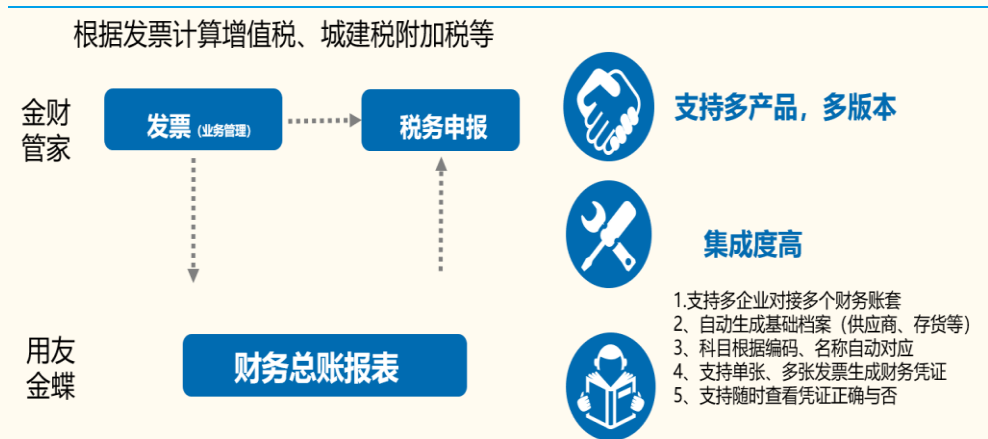 根据发票计算增值税、城建税附加税等
金财
管家
发票（业务管理）
税务申报
用友
金蝶
财务总账报表
支持多产品，多版本
集成度高
1.支持多企业对接多个财务账套
2、自动生成基础档案（供应商、存货等）
3、科目根据编码、名称自动对应
4、支持单张、多张发票生成财务凭证
5、支持随时查看凭证正确与否